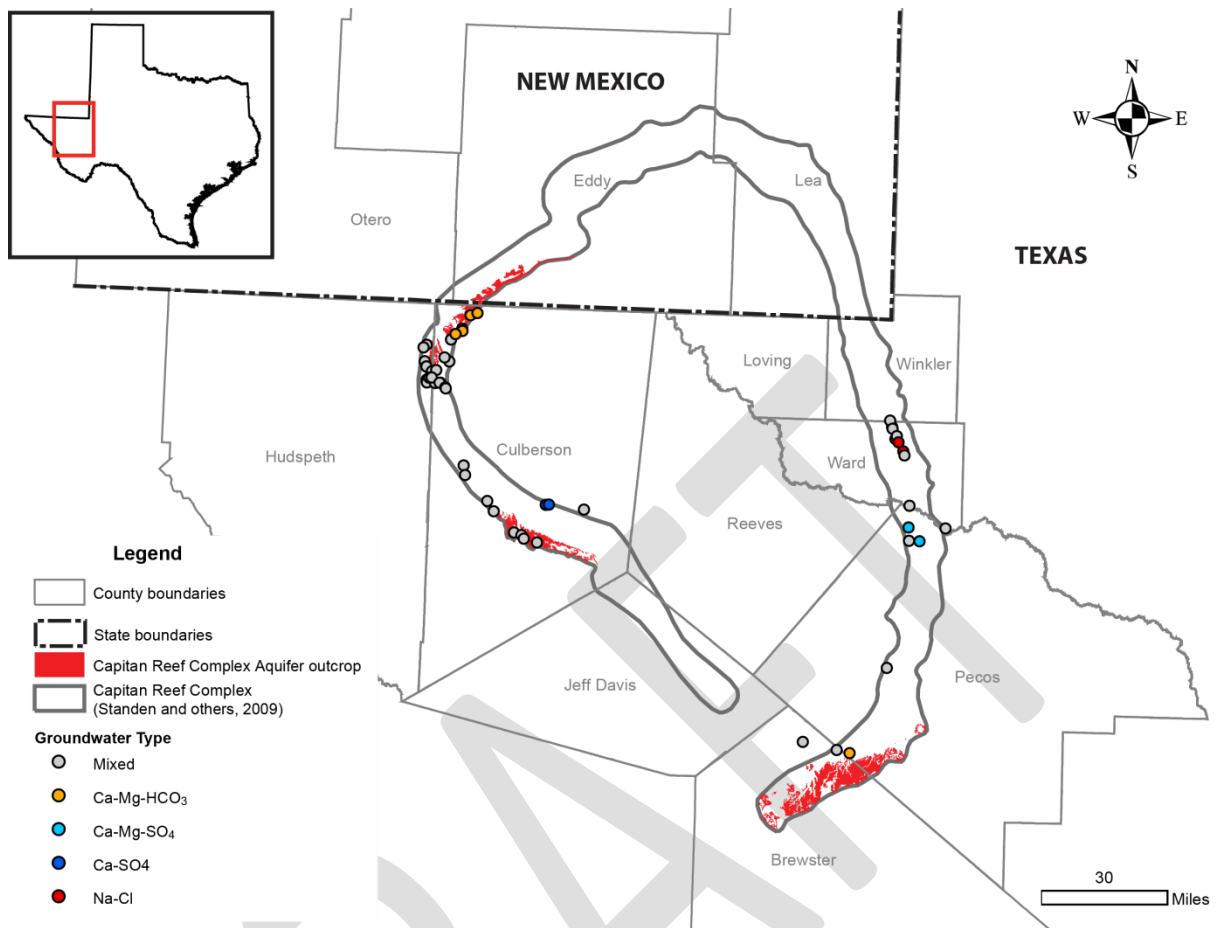 NEW MEXICO
N
W
E
S
Eddy
Lea
Otero
TEXAS
Loving
Winkler
Hudspeth
Culberson
Ward
Reeves
Jeff Davis
Pecos
Brewster
Legend
County boundaries
State boundaries
Capitan Reef Complex Aquifer outcrop
Capitan Reef Complex
(Standen and others, 2009)
Groundwater Type
Mixed
Ca-Mg-HCO₃
Ca-Mg-SO₄
Ca-SO4
Na-Cl
30
Miles
DRAFT